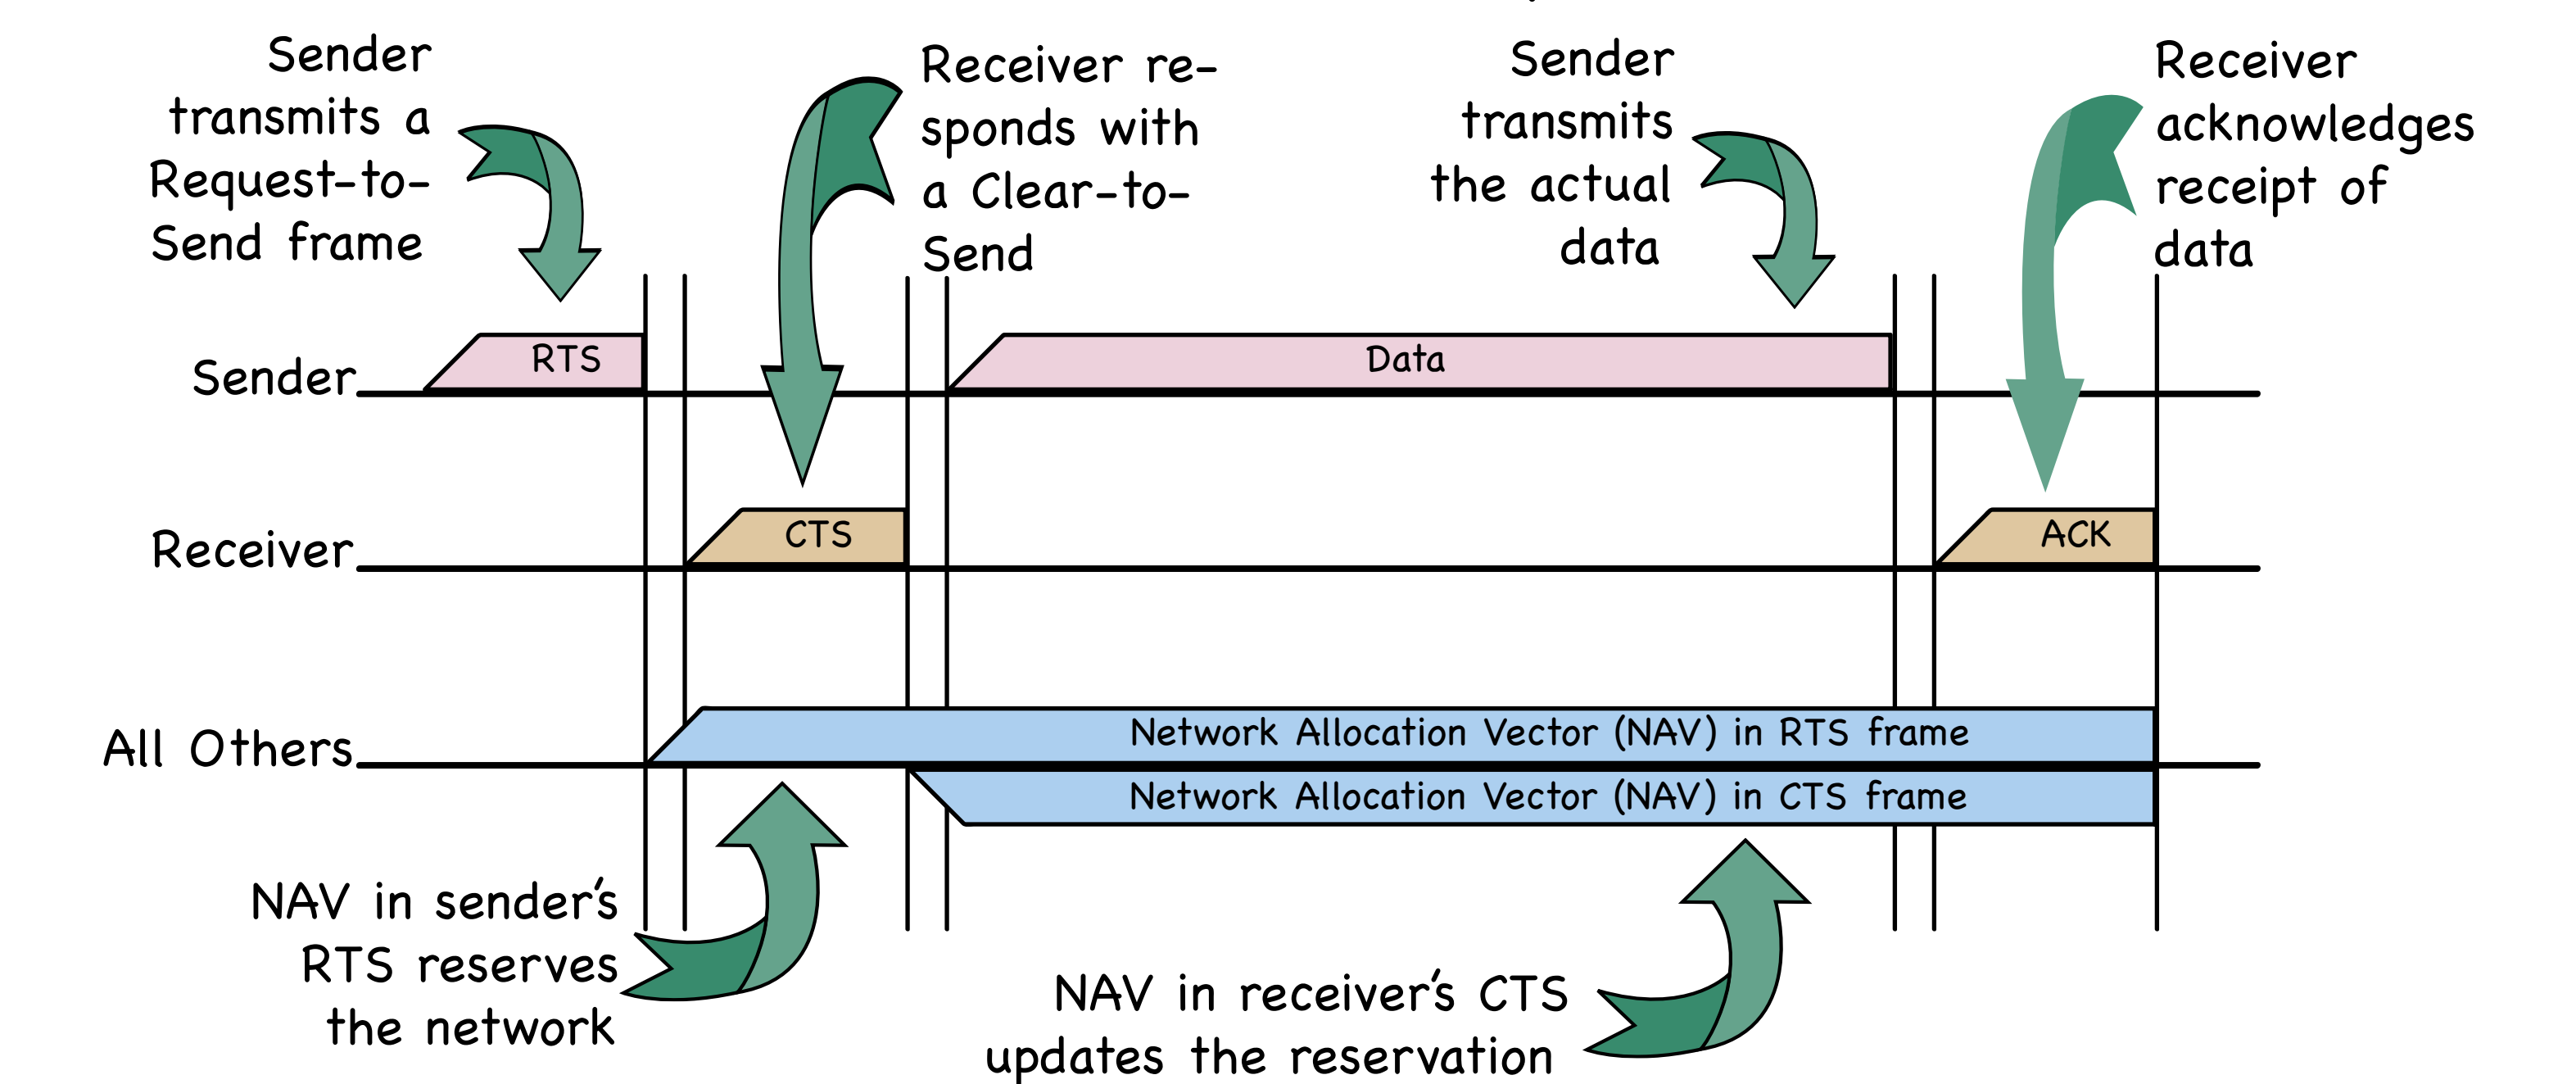 Sender
transmits a
Request-to-
Send frame
Receiver re-
sponds with
a Clear-to-
Send
Sender
transmits
the actual
data
Receiver
acknowledges
receipt of
data
Sender
RTS
Data
Receiver
CTS
ACK
All Others
Network Allocation Vector (NAV) in RTS frame
Network Allocation Vector (NAV) in CTS frame
NAV in sender's
RTS reserves
the network
NAV in receiver's CTS
updates the reservation